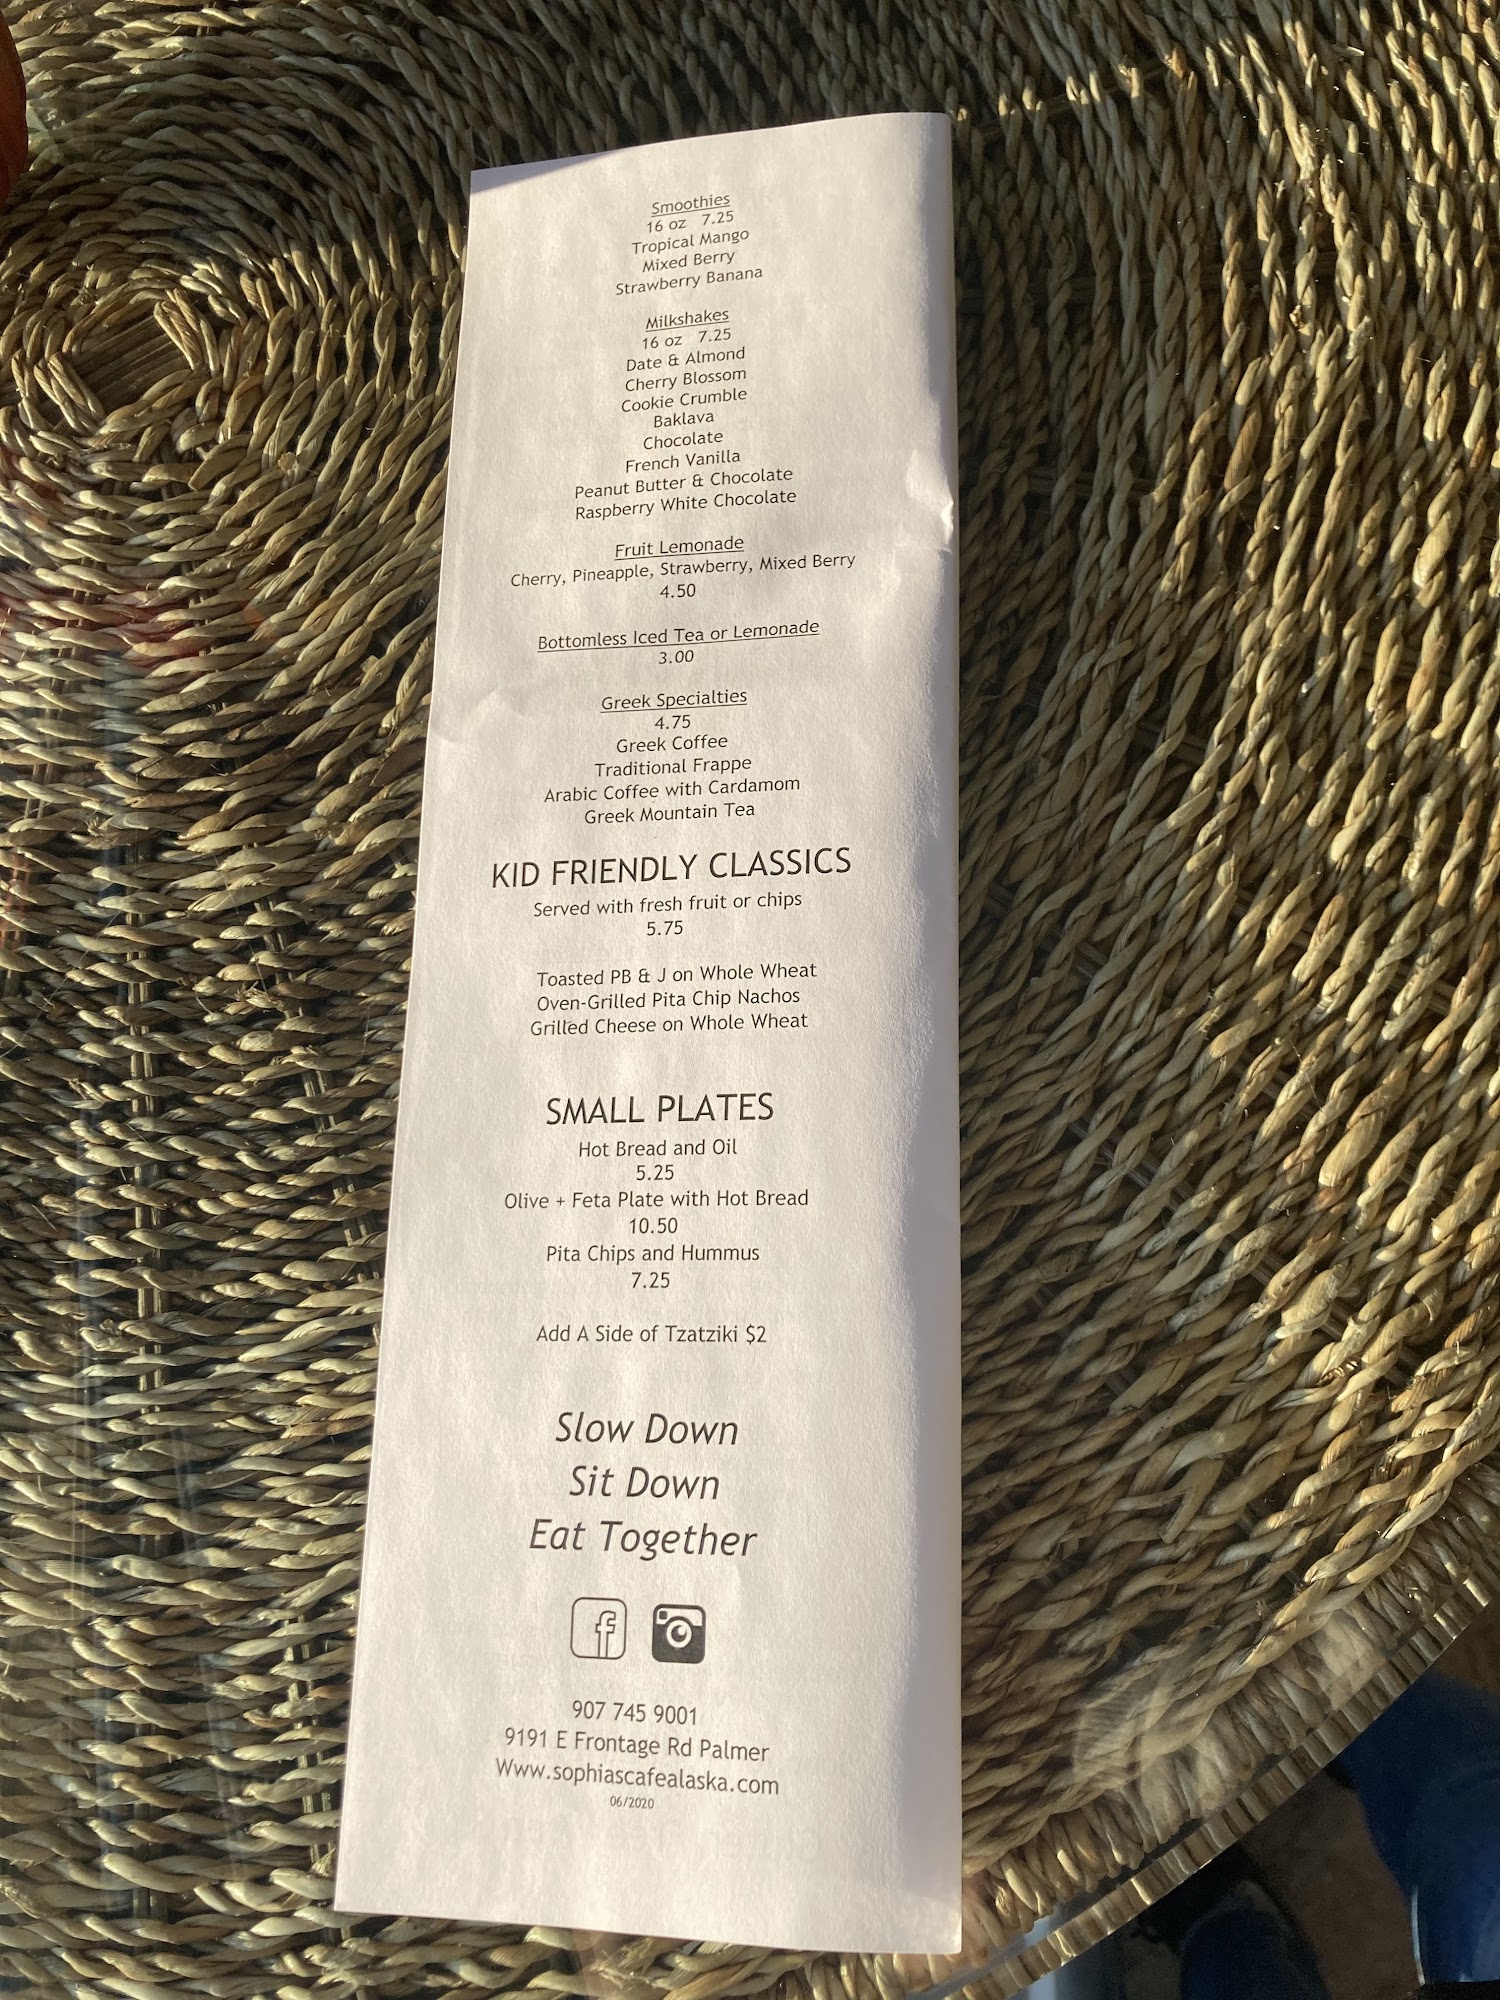 Smoothies
16 oz 7.25
Tropical Mango
Mixed Berry
Strawberry Banana
Milkshakes
16 oz 7.25
Date & Almond
Cherry Blossom
Cookie Crumble
Baklava
Chocolate
French Vanilla
Peanut Butter & Chocolate
Raspberry White Chocolate
Fruit Lemonade
Cherry, Pineapple, Strawberry, Mixed Berry
4.50
Bottomless Iced Tea or Lemonade
3.00
Greek Specialties
4.75
Greek Coffee
Traditional Frappe
Arabic Coffee with Cardamom
Greek Mountain Tea
KID FRIENDLY CLASSICS
Served with fresh fruit or chips
5.75
Toasted PB & J on Whole Wheat
Oven-Grilled Pita Chip Nachos
Grilled Cheese on Whole Wheat
SMALL PLATES
Hot Bread and Oil
5.25
Olive + Feta Plate with Hot Bread
10.50
Pita Chips and Hummus
7.25
Add A Side of Tzatziki $2
Slow Down
Sit Down
Eat Together
f
907 745 9001
9191 E Frontage Rd Palmer
Www.sophiascafealaska.com
06/2020